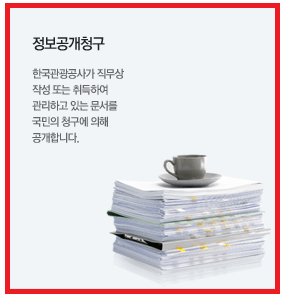 정보공개청구
한국관광공사가 직무상
작성 또는 취득하여
관리하고 있는 문서를
국민의 청구에 의해
공개합니다.